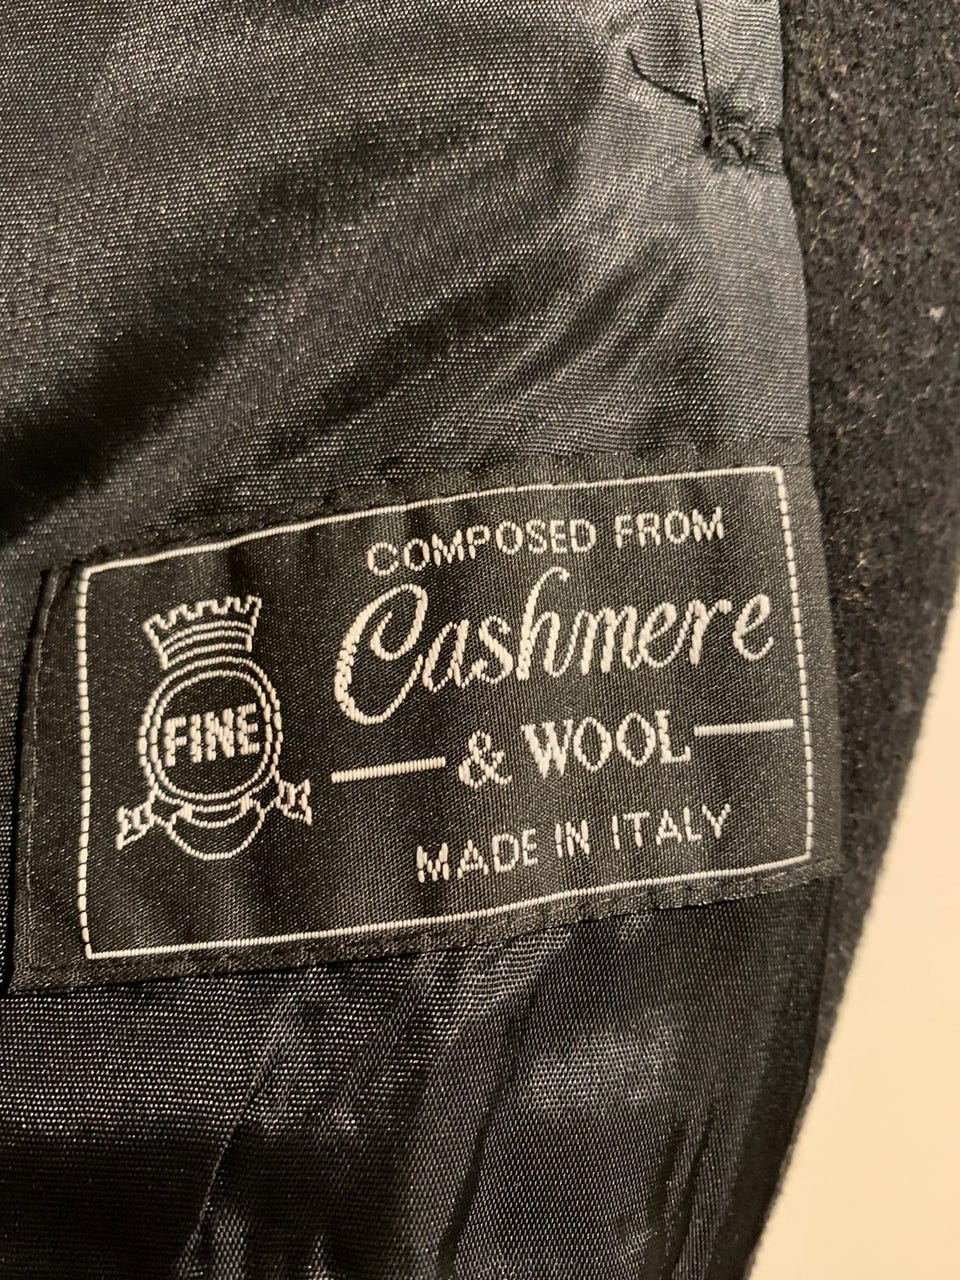 FINE
COMPOSED FROM
Cashmere
& WOOL
MADE IN ITALY